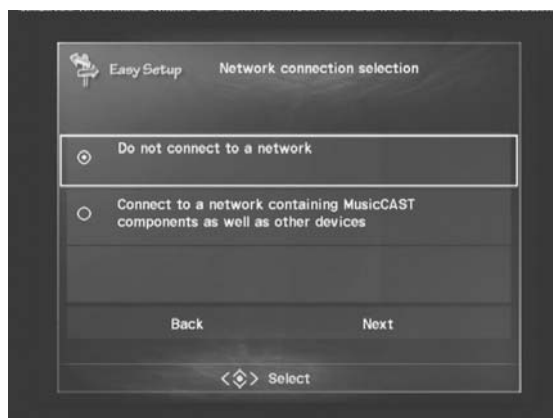 Easy Setup Network connection selection
Do not connect to a network
Connect to a network containing MusicCAST
components as well as other devices
Back Next
Select